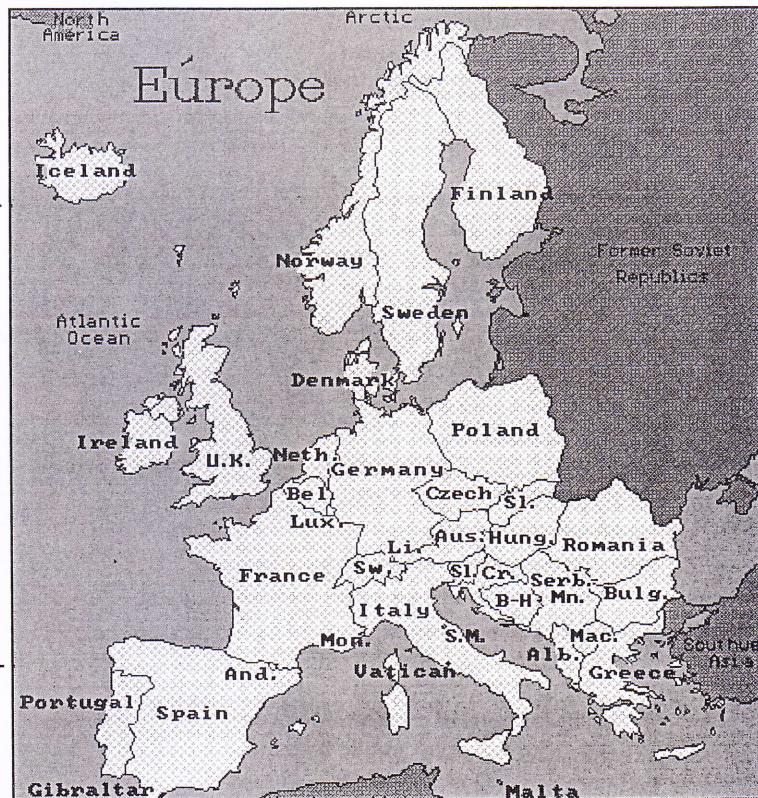 North
América
Arctic
Europe
Iceland
Finland
Norway
Former Soviet
Republics
Sweden
Atlantic
Ocean
Denmark
Ireland
U.K.
Neth.
Germany
Poland
Bel
Czech
Sl.
Lux.
Aus.
Hung.
Romania
Li.
France
Sw.
Sl.
Cr.
Serb.
B-H
Mn.
Bulg.
Italy
Mon.
S.M.
Mac.
Southwe
Asia
Alb.
And.
Vatican
Greece
Portugal
Spain
Gibraltar
Malta